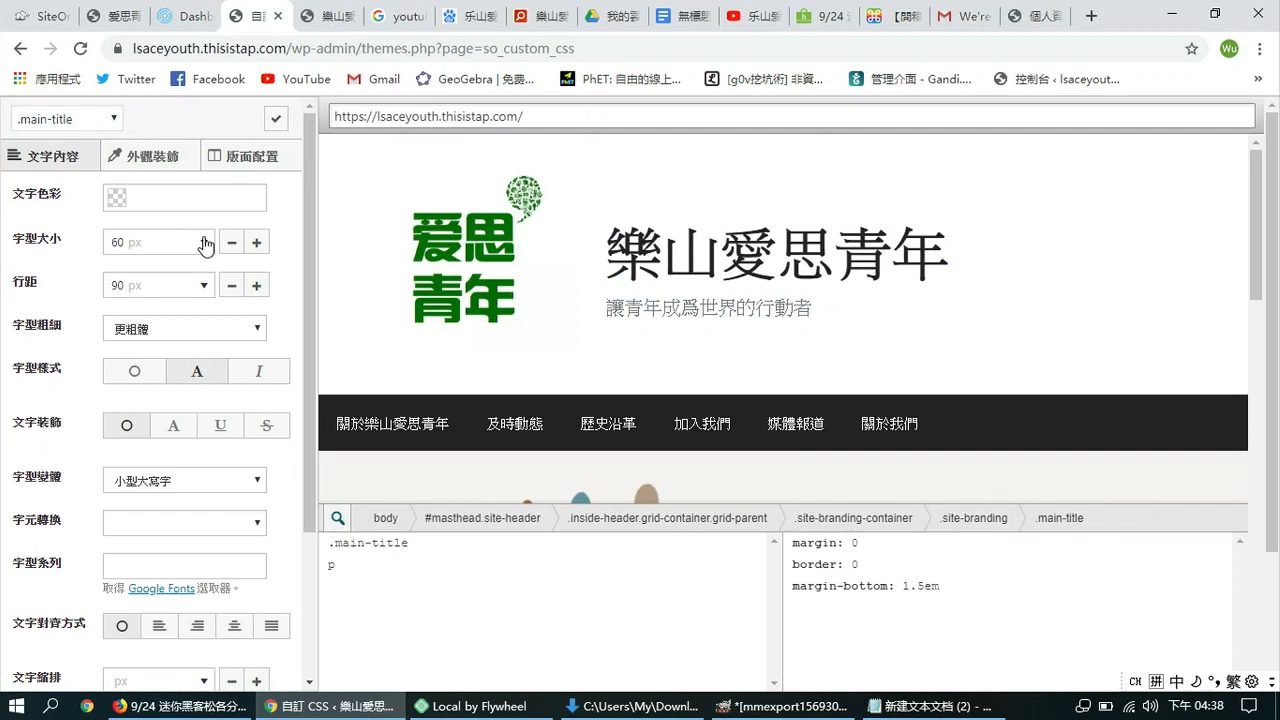 SiteO
愛思青
Dashb
自訂
樂山愛
youtu
乐山爱
樂山愛
我的雲
無標題
乐山爱
9/24
【開
We're
個人資
lsaceyouth.thisistap.com/wp-admin/themes.php?page=so_custom_css
Wu
應用程式
Twitter
Facebook
YouTube
Gmail
GeoGebra | 免费...
PhET: 自由的線上...
[g0v挖坑術] 非資...
管理介面 - Gandi....
控制台 ‹ lsaceyout...
.main-title
https://lsaceyouth.thisistap.com/
文字內容
外觀裝飾
版面配置
文字色彩
字型大小
60 px
行距
90 px
字型粗細
更粗體
字型樣式
A
I
文字裝飾
A
U
S
字型變體
小型大寫字
字元轉換
字型系列
取得 Google Fonts 選取器。
文字對齊方式
文字縮排
px
爱思
青年
樂山愛思青年
讓青年成爲世界的行動者
關於樂山愛思青年
及時動態
歷史沿革
加入我們
媒體報道
關於我們
body
#masthead.site-header
.inside-header.grid-container.grid-parent
.site-branding-container
.site-branding
.main-title
.main-title
p
margin: 0
border: 0
margin-bottom: 1.5em
CH
拼
中
繁
9/24 迷你黑客松各分...
自訂 CSS ‹ 樂山愛思...
Local by Flywheel
C:\Users\My\Downl...
*[mmexport156930...
新建文本文档 (2) - ...
下午 04:38